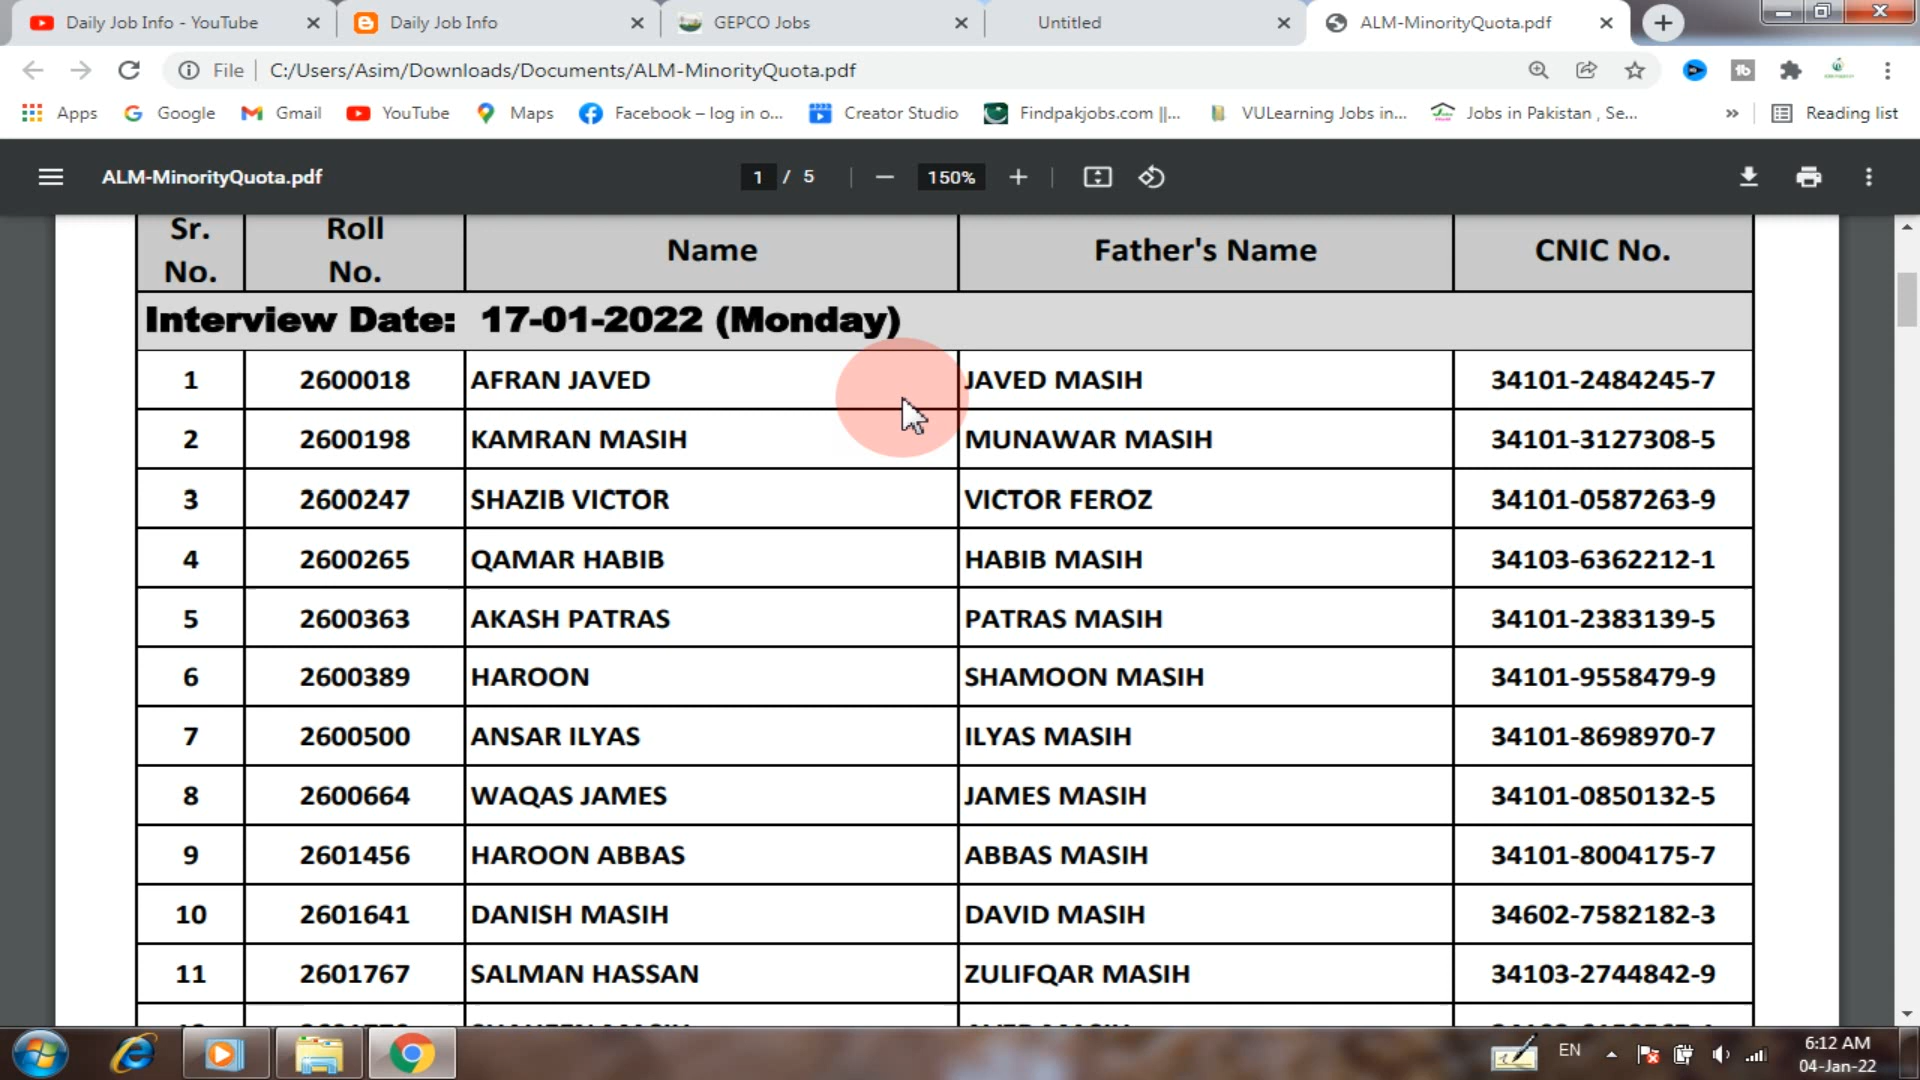 Daily Job Info - YouTube
Daily Job Info
GEPCO Jobs
Untitled
ALM-MinorityQuota.pdf
File C:/Users/Asim/Downloads/Documents/ALM-MinorityQuota.pdf
Apps Google Gmail YouTube Maps Facebook – log in o... Creator Studio Findpakjobs.com ||... VULearning Jobs in... Jobs in Pakistan , Se... » Reading list
ALM-MinorityQuota.pdf 1 / 5 150%
Sr. No. Roll No. Name Father's Name CNIC No.
Interview Date: 17-01-2022 (Monday)
1 2600018 AFRAN JAVED JAVED MASIH 34101-2484245-7
2 2600198 KAMRAN MASIH MUNAWAR MASIH 34101-3127308-5
3 2600247 SHAZIB VICTOR VICTOR FEROZ 34101-0587263-9
4 2600265 QAMAR HABIB HABIB MASIH 34103-6362212-1
5 2600363 AKASH PATRAS PATRAS MASIH 34101-2383139-5
6 2600389 HAROON SHAMOON MASIH 34101-9558479-9
7 2600500 ANSAR ILYAS ILYAS MASIH 34101-8698970-7
8 2600664 WAQAS JAMES JAMES MASIH 34101-0850132-5
9 2601456 HAROON ABBAS ABBAS MASIH 34101-8004175-7
10 2601641 DANISH MASIH DAVID MASIH 34602-7582182-3
11 2601767 SALMAN HASSAN ZULIFQAR MASIH 34103-2744842-9
EN
6:12 AM
04-Jan-22